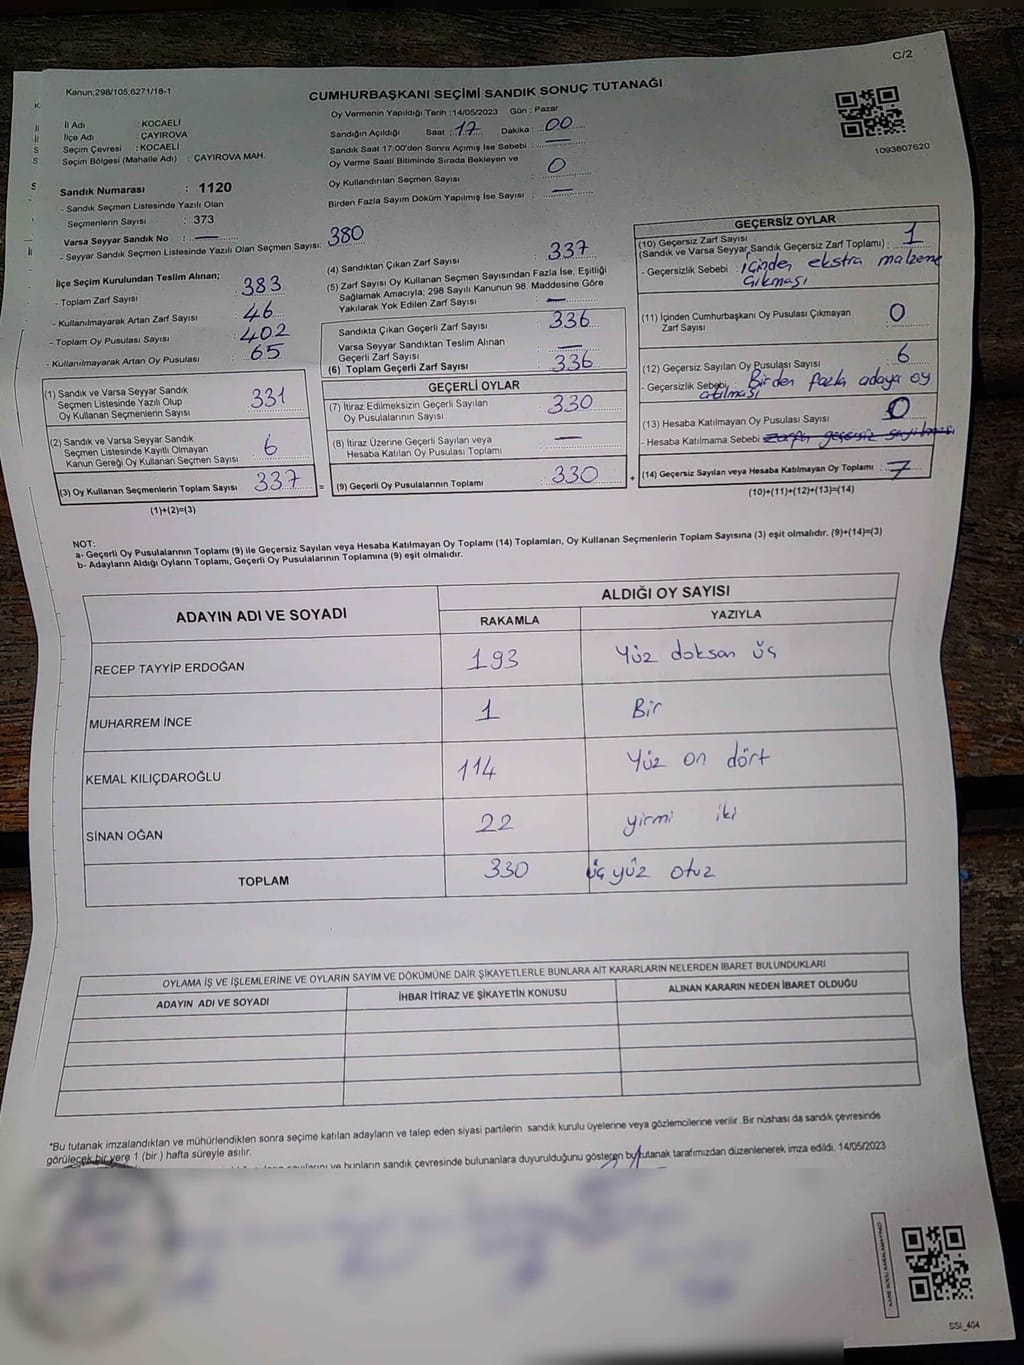 C/2
Kanun,298/105,6271/18-1
CUMHURBAŞKANI SEÇİMİ SANDIK SONUÇ TUTANAĞI
İl Adı : KOCAELİ
İlçe Adı : ÇAYIROVA
Seçim Çevresi : KOCAELİ
Seçim Bölgesi (Mahalle Adı) : ÇAYIROVA MAH.
Sandık Numarası : 1120
- Sandık Seçmen Listesinde Yazılı Olan
Seçmenlerin Sayısı : 373
Varsa Seyyar Sandık No : —
- Seyyar Sandık Seçmen Listesinde Yazılı Olan Seçmen Sayısı: 380
Oy Vermenin Yapıldığı Tarih :14/05/2023 Gün : Pazar
Sandığın Açıldığı Saat : 17 Dakika : 00
Sandık Saat 17:00'den Sonra Açımış İse Sebebi : —
Oy Verme Saati Bitiminde Sırada Bekleyen ve
Oy Kullandırılan Seçmen Sayısı : 0
Birden Fazla Sayım Döküm Yapılmış İse Sayısı : —
1093807620
İlçe Seçim Kurulundan Teslim Alınan;
- Toplam Zarf Sayısı : 383
- Kullanılmayarak Artan Zarf Sayısı : 46
- Toplam Oy Pusulası Sayısı : 402
- Kullanılmayarak Artan Oy Pusulası : 65
(1) Sandık ve Varsa Seyyar Sandık
Seçmen Listesinde Yazılı Olup
Oy Kullanan Seçmenlerin Sayısı : 331
(2) Sandık ve Varsa Seyyar Sandık
Seçmen Listesinde Kayıtlı Olmayan
Kanun Gereği Oy Kullanan Seçmen Sayısı : 6
(3) Oy Kullanan Seçmenlerin Toplam Sayısı 337
(1)+(2)=(3)
(4) Sandıktan Çıkan Zarf Sayısı : 337
(5) Zarf Sayısı Oy Kullanan Seçmen Sayısından Fazla İse, Eşitliği
Sağlamak Amacıyla; 298 Sayılı Kanunun 98. Maddesine Göre
Yakılarak Yok Edilen Zarf Sayısı : —
Sandıkta Çıkan Geçerli Zarf Sayısı : 336
Varsa Seyyar Sandıktan Teslim Alınan
Geçerli Zarf Sayısı : —
(6) Toplam Geçerli Zarf Sayısı : 336
GEÇERLİ OYLAR
(7) İtiraz Edilmeksizin Geçerli Sayılan
Oy Pusulalarının Sayısı : 330
(8) İtiraz Üzerine Geçerli Sayılan veya
Hesaba Katılan Oy Pusulası Toplamı : —
= (9) Geçerli Oy Pusulalarının Toplamı : 330 +
GEÇERSİZ OYLAR
(10) Geçersiz Zarf Sayısı
(Sandık ve Varsa Seyyar Sandık Geçersiz Zarf Toplamı) : 1
- Geçersizlik Sebebi : içinden ekstra malzeme
çıkması
(11) İçinden Cumhurbaşkanı Oy Pusulası Çıkmayan
Zarf Sayısı : 0
(12) Geçersiz Sayılan Oy Pusulası Sayısı : 6
- Geçersizlik Sebebi : Birden fazla adaya oy
atılması
(13) Hesaba Katılmayan Oy Pusulası Sayısı : 0
- Hesaba Katılmama Sebebi zarfın geçersiz sayılması
(14) Geçersiz Sayılan veya Hesaba Katılmayan Oy Toplamı : 7
(10)+(11)+(12)+(13)=(14)
NOT:
a- Geçerli Oy Pusulalarının Toplamı (9) ile Geçersiz Sayılan veya Hesaba Katılmayan Oy Toplamı (14) Toplamları, Oy Kullanan Seçmenlerin Toplam Sayısına (3) eşit olmalıdır. (9)+(14)=(3)
b- Adayların Aldığı Oyların Toplamı, Geçerli Oy Pusulalarının Toplamına (9) eşit olmalıdır.
ADAYIN ADI VE SOYADI ALDIĞI OY SAYISI
RAKAMLA YAZIYLA
RECEP TAYYİP ERDOĞAN 193 Yüz doksan üç
MUHARREM İNCE 1 Bir
KEMAL KILIÇDAROĞLU 114 Yüz on dört
SİNAN OĞAN 22 yirmi iki
TOPLAM 330 üç yüz otuz
OYLAMA İŞ VE İŞLEMLERİNE VE OYLARIN SAYIM VE DÖKÜMÜNE DAİR ŞİKAYETLERLE BUNLARA AİT KARARLARIN NELERDEN İBARET BULUNDUKLARI
ADAYIN ADI VE SOYADI İHBAR İTİRAZ VE ŞİKAYETİN KONUSU ALINAN KARARIN NEDEN İBARET OLDUĞU
*Bu tutanak imzalandıktan ve mühürlendikten sonra seçime katılan adayların ve talep eden siyasi partilerin sandık kurulu üyelerine veya gözlemcilerine verilir. Bir nüshası da sandık çevresinde
görülecek bir yere 1 (bir ) hafta süreyle asılır.
ve bunların sandık çevresinde bulunanlara duyurulduğunu gösteren bu tutanak tarafımızdan düzenlenerek imza edildi. 14/05/2023
KARE KODU KARALAMAYINIZ!
SSI_404